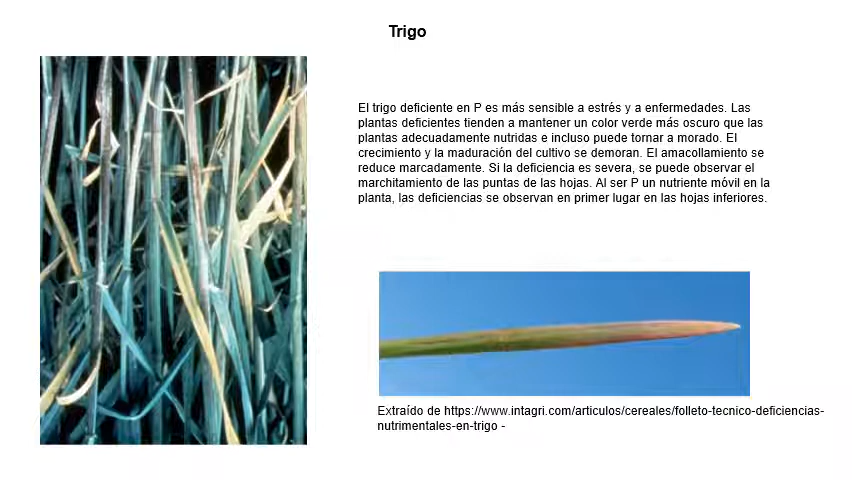 Trigo
El trigo deficiente en P es más sensible a estrés y a enfermedades. Las
plantas deficientes tienden a mantener un color verde más oscuro que las
plantas adecuadamente nutridas e incluso puede tornar a morado. El
crecimiento y la maduración del cultivo se demoran. El amacollamiento se
reduce marcadamente. Si la deficiencia es severa, se puede observar el
marchitamiento de las puntas de las hojas. Al ser P un nutriente móvil en la
planta, las deficiencias se observan en primer lugar en las hojas inferiores.
Extraído de https://www.intagri.com/articulos/cereales/folleto-tecnico-deficiencias-
nutrimentales-en-trigo -